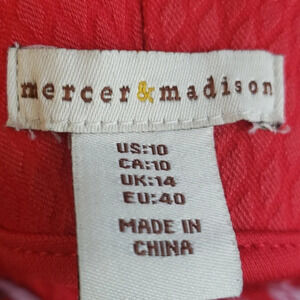 mercer&madison
US:10
CA:10
UK:14
EU:40
MADE IN
CHINA